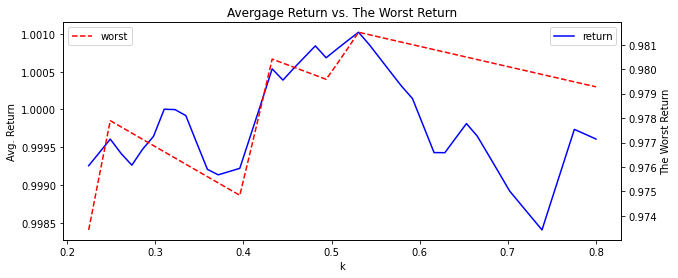 Avergage Return vs. The Worst Return
worst
return
Avg. Return
1.0010
1.0005
1.0000
0.9995
0.9990
0.9985
0.981
0.980
0.979
0.978
0.977
0.976
0.975
0.974
The Worst Return
0.2 0.3 0.4 0.5 0.6 0.7 0.8
k